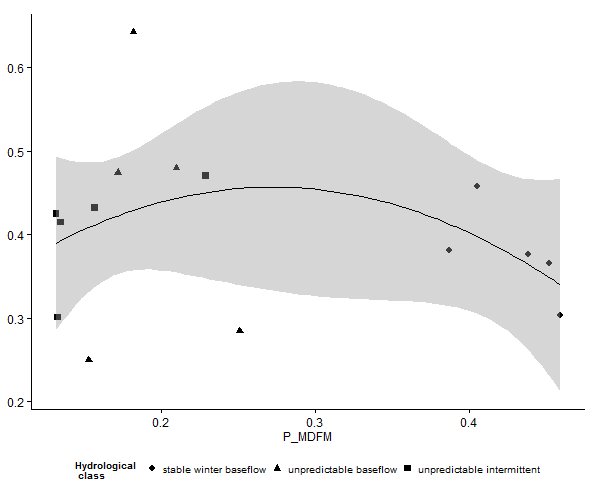 0.6
0.5
0.4
0.3
0.2
0.2 0.3 0.4
P_MDFM
Hydrological
class
stable winter baseflow unpredictable baseflow unpredictable intermittent